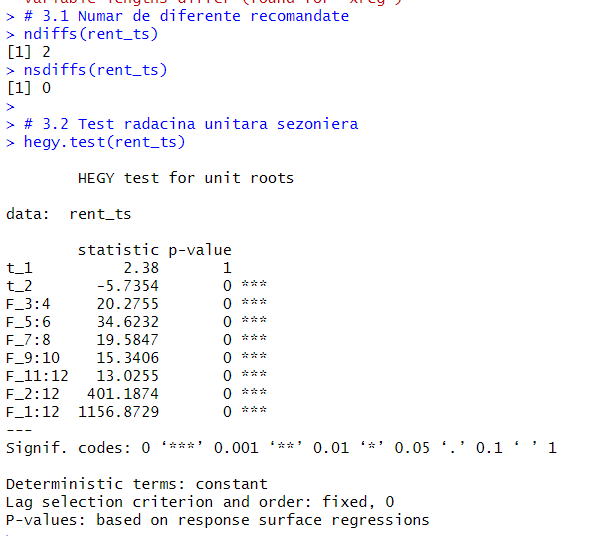 variable lengths differ (found for 'xreg')
> # 3.1 Numar de diferente recomandate
> ndiffs(rent_ts)
[1] 2
> nsdiffs(rent_ts)
[1] 0
>
> # 3.2 Test radacina unitara sezoniera
> hegy.test(rent_ts)
HEGY test for unit roots
data:  rent_ts
statistic p-value
t_1 2.38 1
t_2 -5.7354 0 ***
F_3:4 20.2755 0 ***
F_5:6 34.6232 0 ***
F_7:8 19.5847 0 ***
F_9:10 15.3406 0 ***
F_11:12 13.0255 0 ***
F_2:12 401.1874 0 ***
F_1:12 1156.8729 0 ***
---
Signif. codes: 0 ‘***’ 0.001 ‘**’ 0.01 ‘*’ 0.05 ‘.’ 0.1 ‘ ’ 1
Deterministic terms: constant
Lag selection criterion and order: fixed, 0
P-values: based on response surface regressions